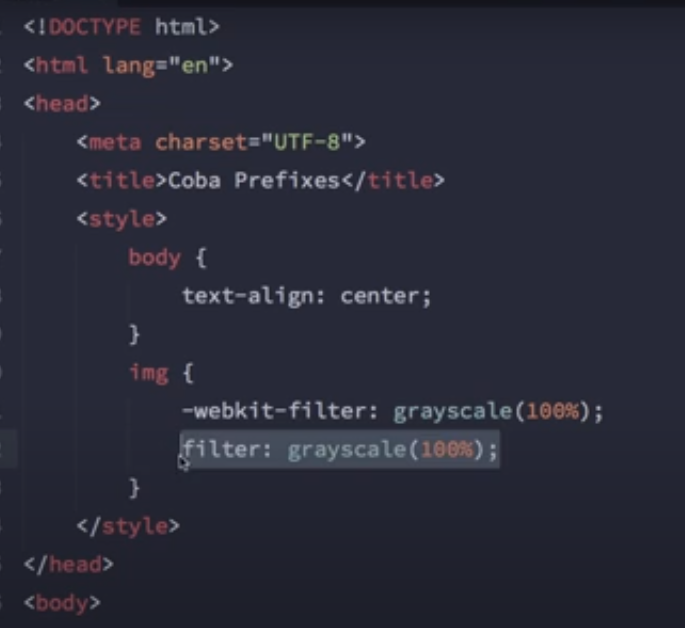 <!DOCTYPE html>
<html lang="en">
<head>
    <meta charset="UTF-8">
    <title>Coba Prefixes</title>
    <style>
        body {
            text-align: center;
        }
        img {
            -webkit-filter: grayscale(100%);
            filter: grayscale(100%);
        }
    </style>
</head>
<body>